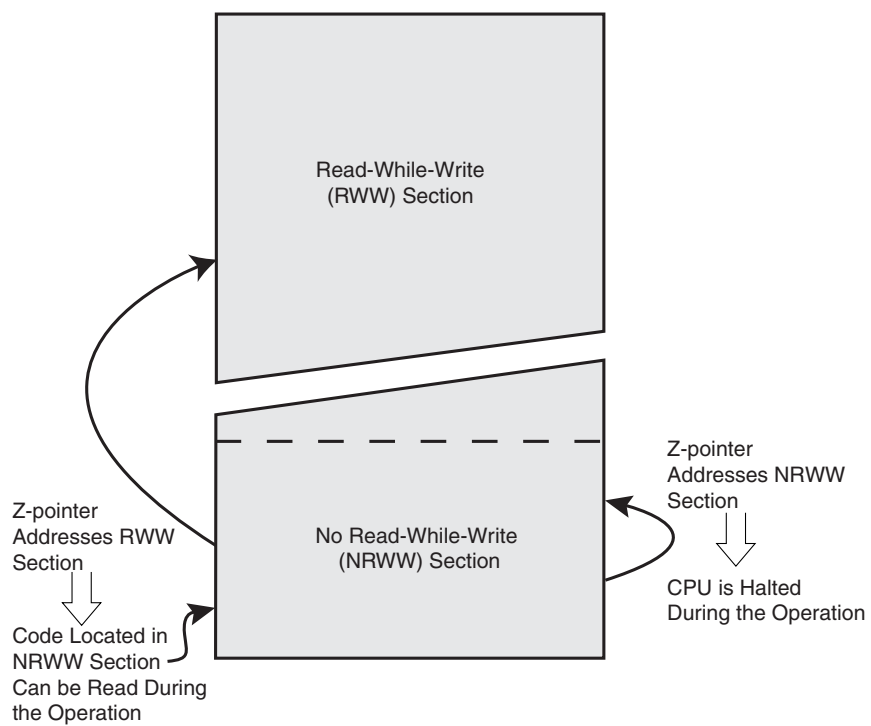 Read-While-Write
(RWW) Section
Z-pointer
Addresses NRWW
Section
Z-pointer
Addresses RWW
Section
No Read-While-Write
(NRWW) Section
CPU is Halted
During the Operation
Code Located in
NRWW Section
Can be Read During
the Operation